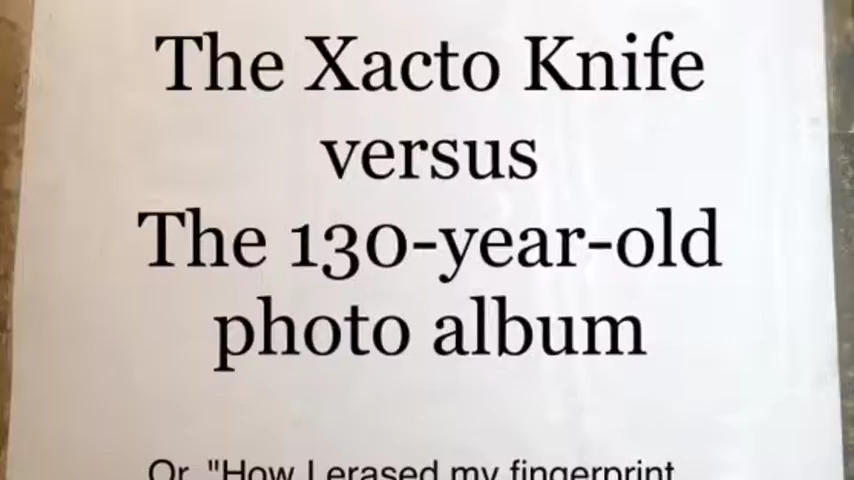 The Xacto Knife
versus
The 130-year-old
photo album
Or, "How I erased my fingerprint